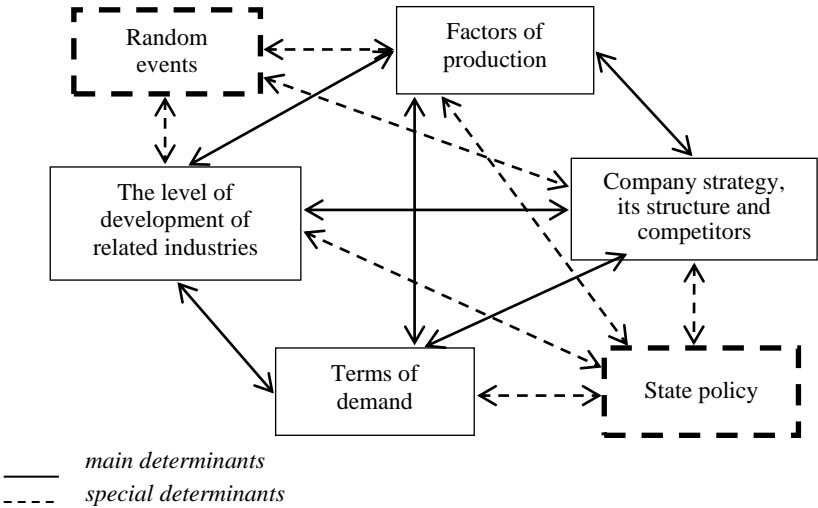 Random
events
Factors of
production
The level of
development of
related industries
Company strategy,
its structure and
competitors
Terms of
demand
State policy
main determinants
special determinants